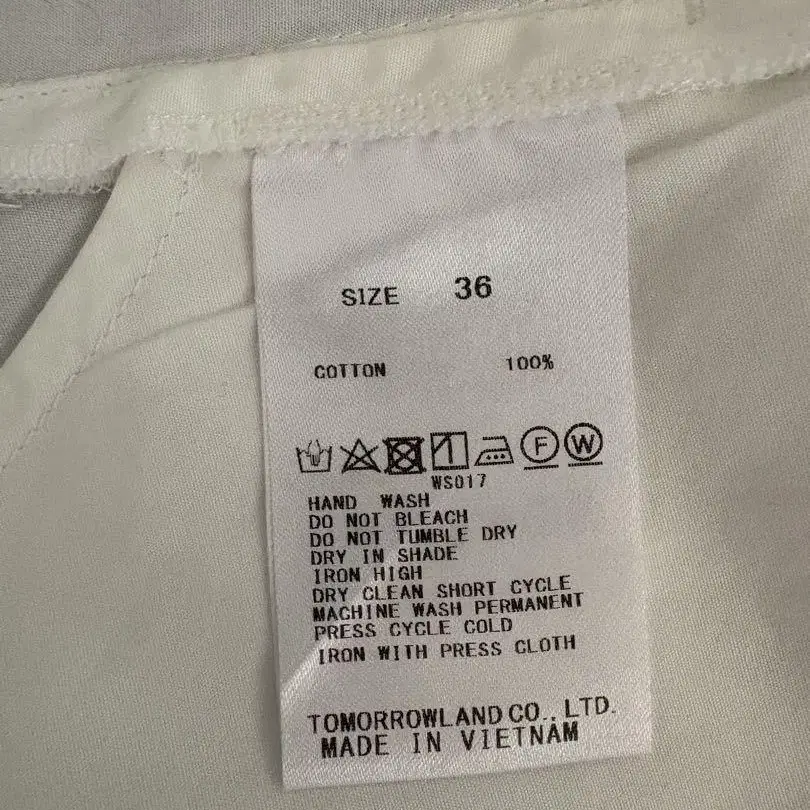 SIZE 36
COTTON 100%
F W
WS017
HAND WASH
DO NOT BLEACH
DO NOT TUMBLE DRY
DRY IN SHADE
IRON HIGH
DRY CLEAN SHORT CYCLE
MACHINE WASH PERMANENT
PRESS CYCLE COLD
IRON WITH PRESS CLOTH
TOMORROWLAND CO., LTD.
MADE IN VIETNAM